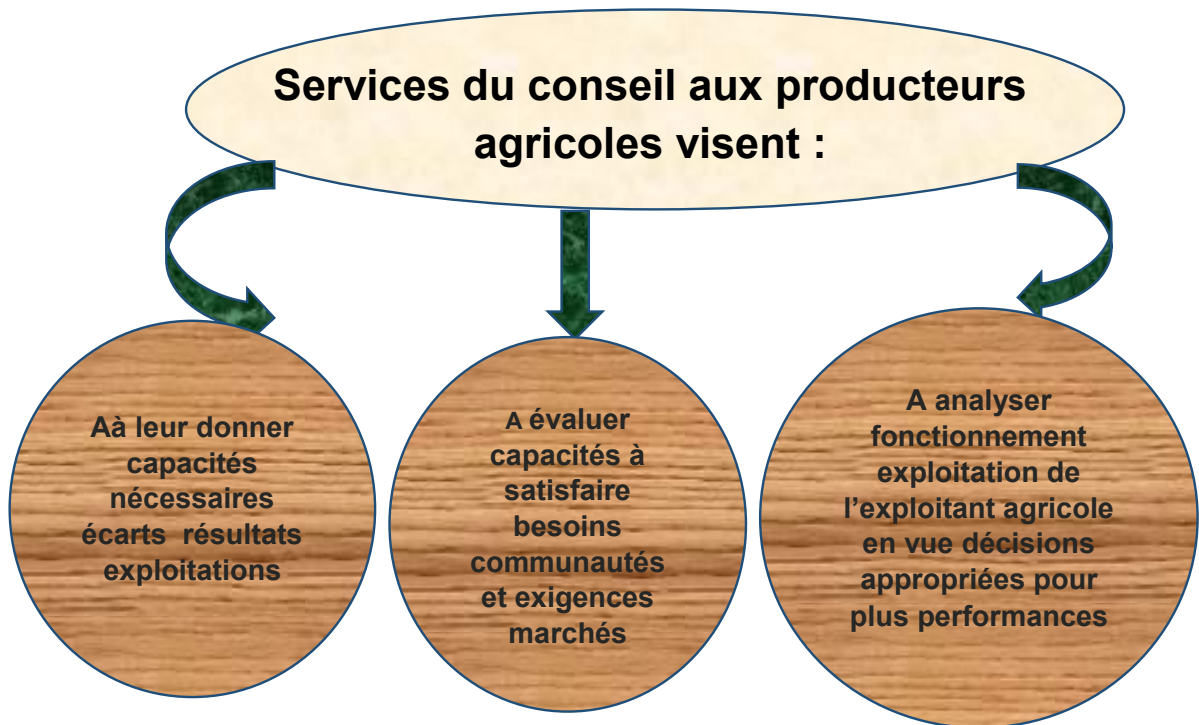 Services du conseil aux producteurs
agricoles visent :
Aà leur donner
capacités
nécessaires
écarts résultats
exploitations
A évaluer
capacités à
satisfaire
besoins
communautés
et exigences
marchés
A analyser
fonctionnement
exploitation de
l’exploitant agricole
en vue décisions
appropriées pour
plus performances